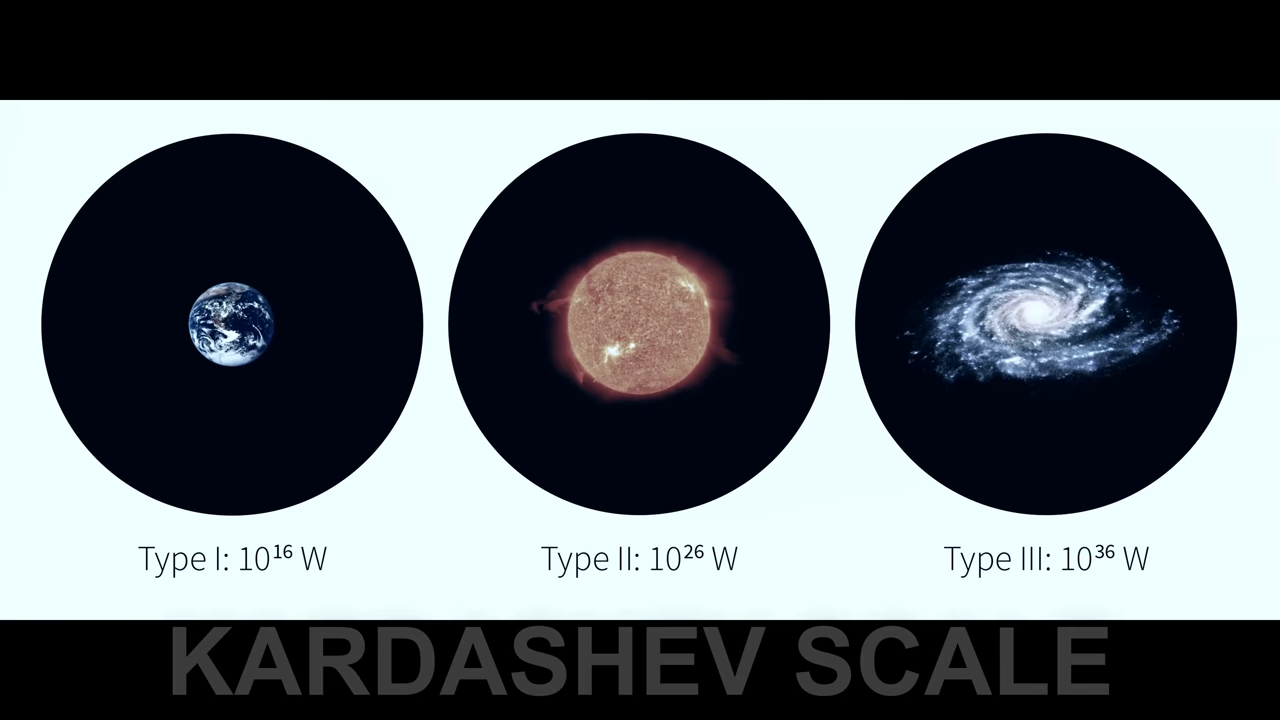 Type I: 10¹⁶ W
Type II: 10²⁶ W
Type III: 10³⁶ W
KARDASHEV SCALE